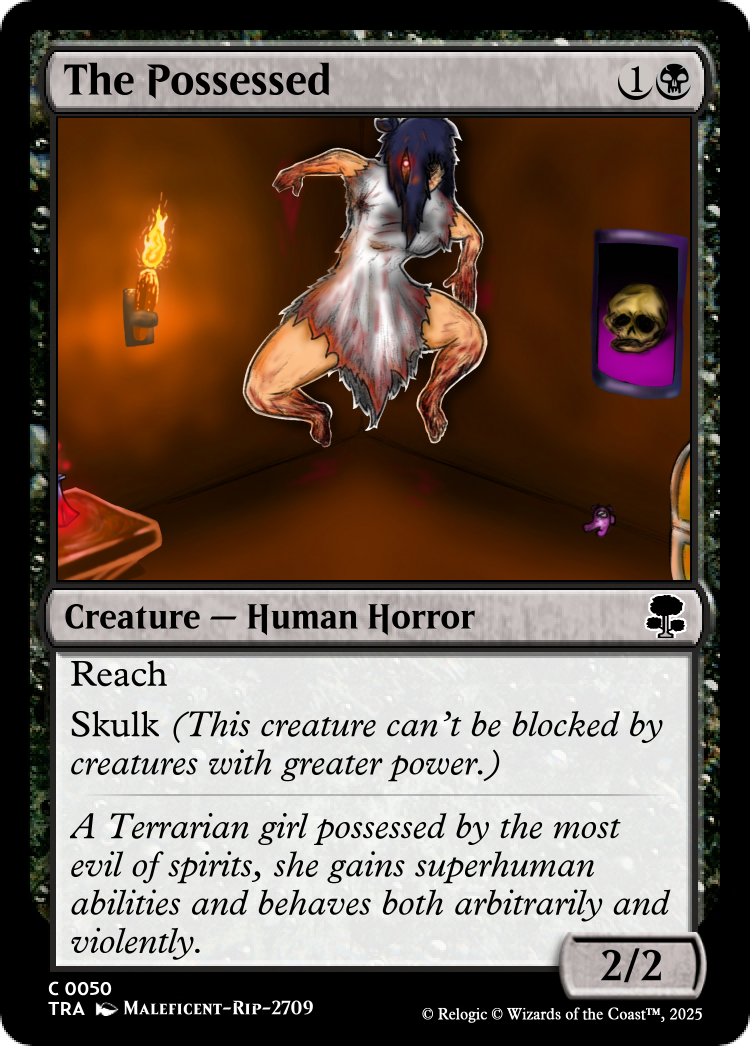 The Possessed 1
Creature — Human Horror
Reach
Skulk (This creature can't be blocked by
creatures with greater power.)
A Terrarian girl possessed by the most
evil of spirits, she gains superhuman
abilities and behaves both arbitrarily and
violently.
2/2
C 0050
TRA Maleficent-Rip-2709
© Relogic © Wizards of the Coast™, 2025